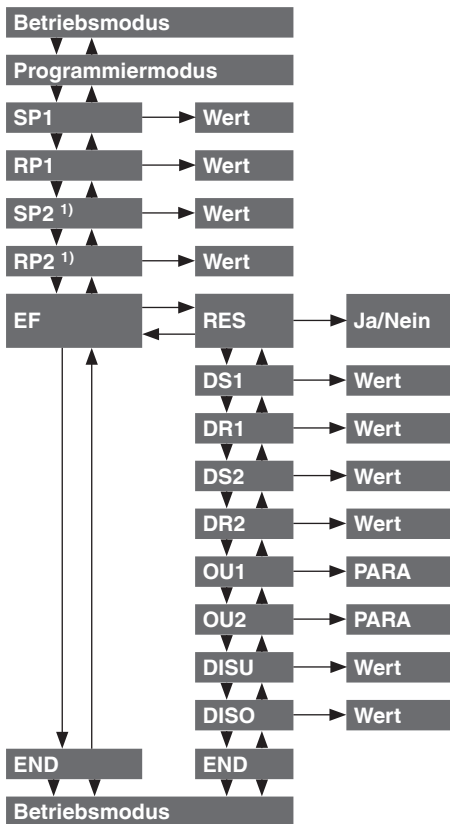 Betriebsmodus
Programmiermodus
SP1 Wert
RP1 Wert
SP2 1) Wert
RP2 1) Wert
EF RES Ja/Nein
DS1 Wert
DR1 Wert
DS2 Wert
DR2 Wert
OU1 PARA
OU2 PARA
DISU Wert
DISO Wert
END END
Betriebsmodus